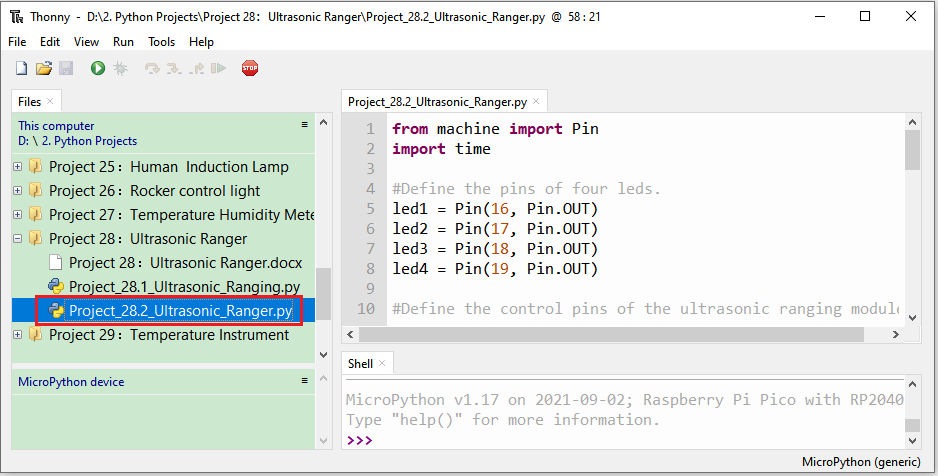 Thonny - D:\2. Python Projects\Project 28：Ultrasonic Ranger\Project_28.2_Ultrasonic_Ranger.py @ 58 : 21
File Edit View Run Tools Help
STOP
Files
This computer
D: \ 2. Python Projects
Project 25：Human Induction Lamp
Project 26：Rocker control light
Project 27：Temperature Humidity Mete
Project 28：Ultrasonic Ranger
Project 28：Ultrasonic Ranger.docx
Project_28.1_Ultrasonic_Ranging.py
Project_28.2_Ultrasonic_Ranger.py
Project 29：Temperature Instrument
MicroPython device
Project_28.2_Ultrasonic_Ranger.py
1 from machine import Pin
2 import time
3
4 #Define the pins of four leds.
5 led1 = Pin(16, Pin.OUT)
6 led2 = Pin(17, Pin.OUT)
7 led3 = Pin(18, Pin.OUT)
8 led4 = Pin(19, Pin.OUT)
9
10 #Define the control pins of the ultrasonic ranging module
Shell
MicroPython v1.17 on 2021-09-02; Raspberry Pi Pico with RP2040
Type "help()" for more information.
>>>
MicroPython (generic)